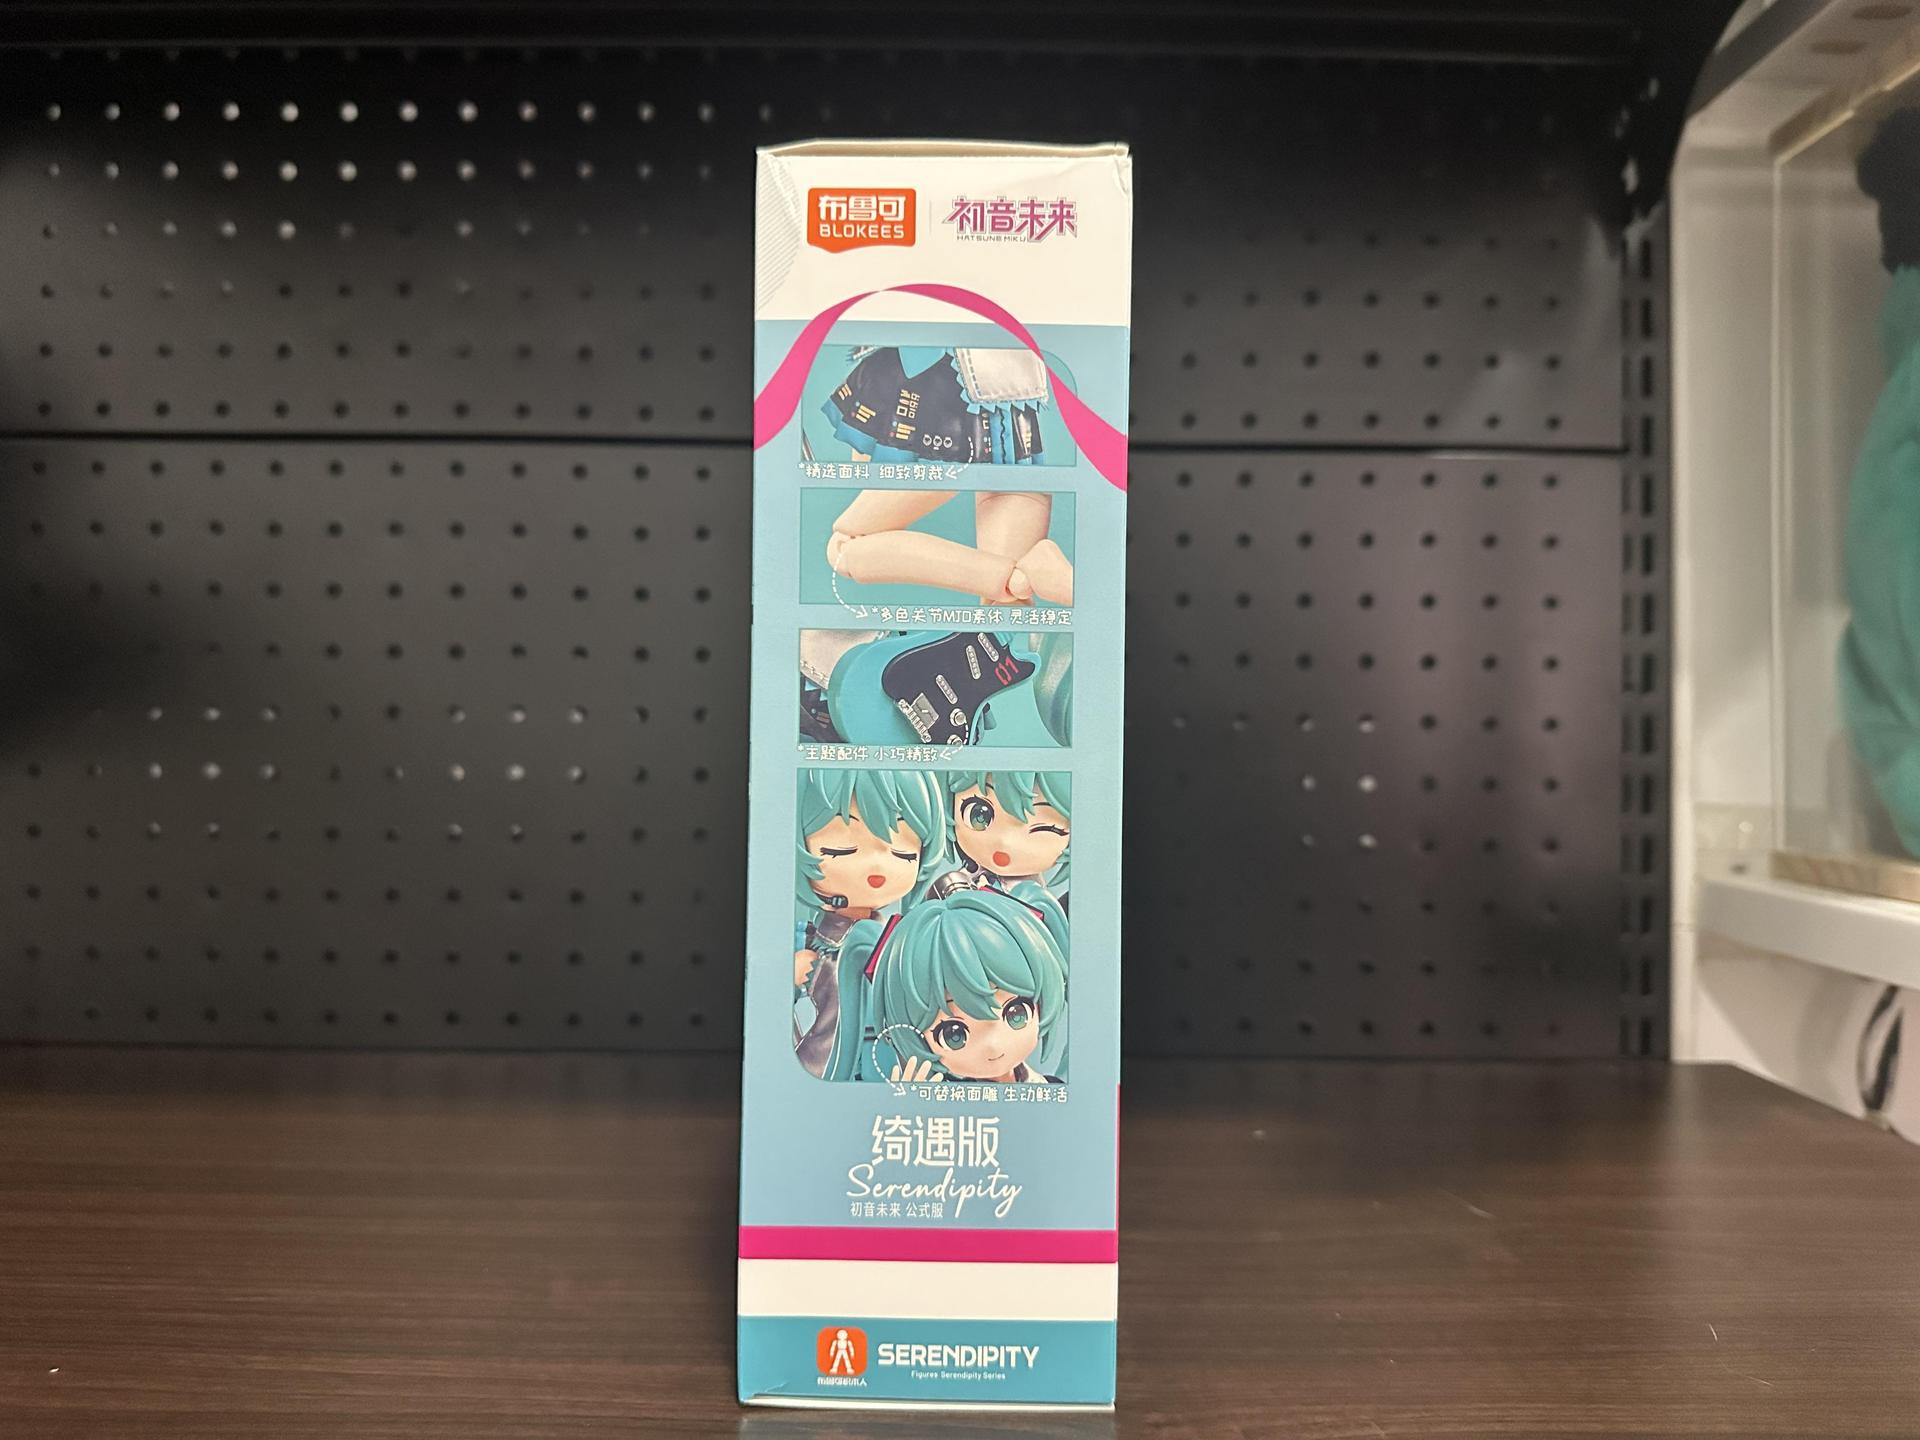 布鲁可
BLOKEES
初音未来
HATSUNE MIKU
*精选面料 细致剪裁
*多色关节MJD素体 灵活稳定
01
*主题配件 小巧精致
*可替换面雕 生动鲜活
绮遇版
Serendipity
初音未来 公式服
SERENDIPITY
Figures Serendipity Series